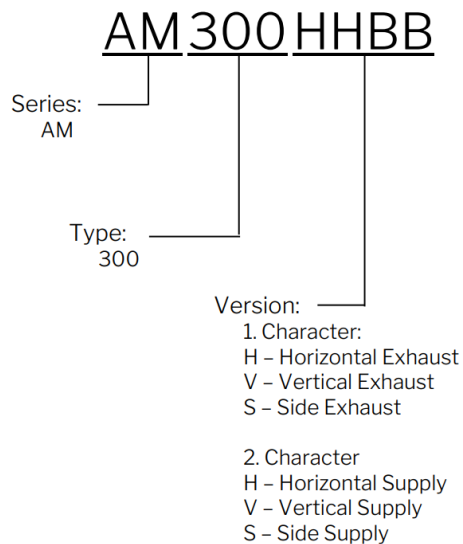 AM300HHBB
Series:
AM
Type:
300
Version:
1. Character:
H – Horizontal Exhaust
V – Vertical Exhaust
S – Side Exhaust
2. Character
H – Horizontal Supply
V – Vertical Supply
S – Side Supply